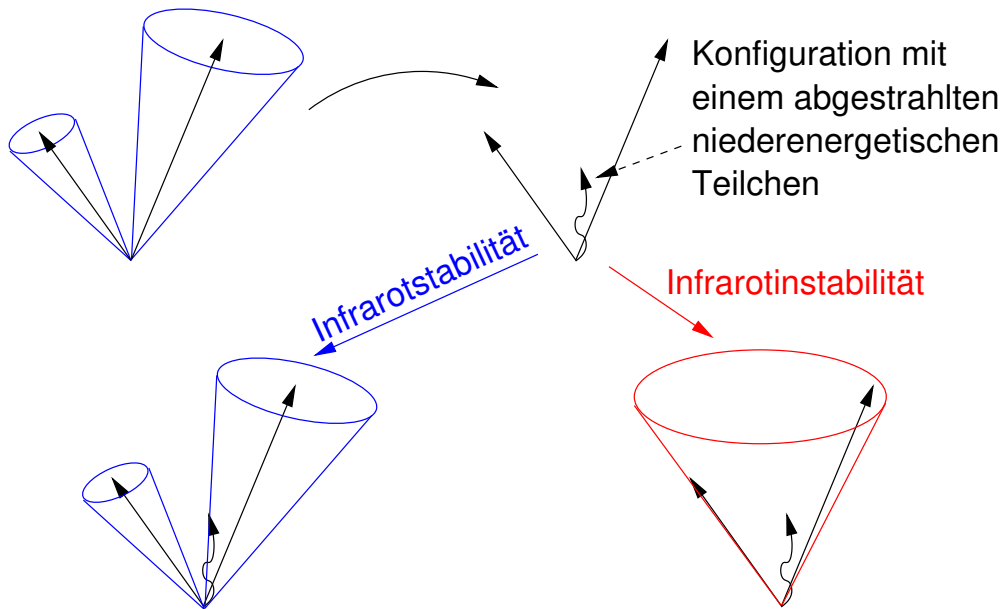 Konfiguration mit
einem abgestrahlten
niederenergetischen
Teilchen
Infrarotstabilität
Infrarotinstabilität